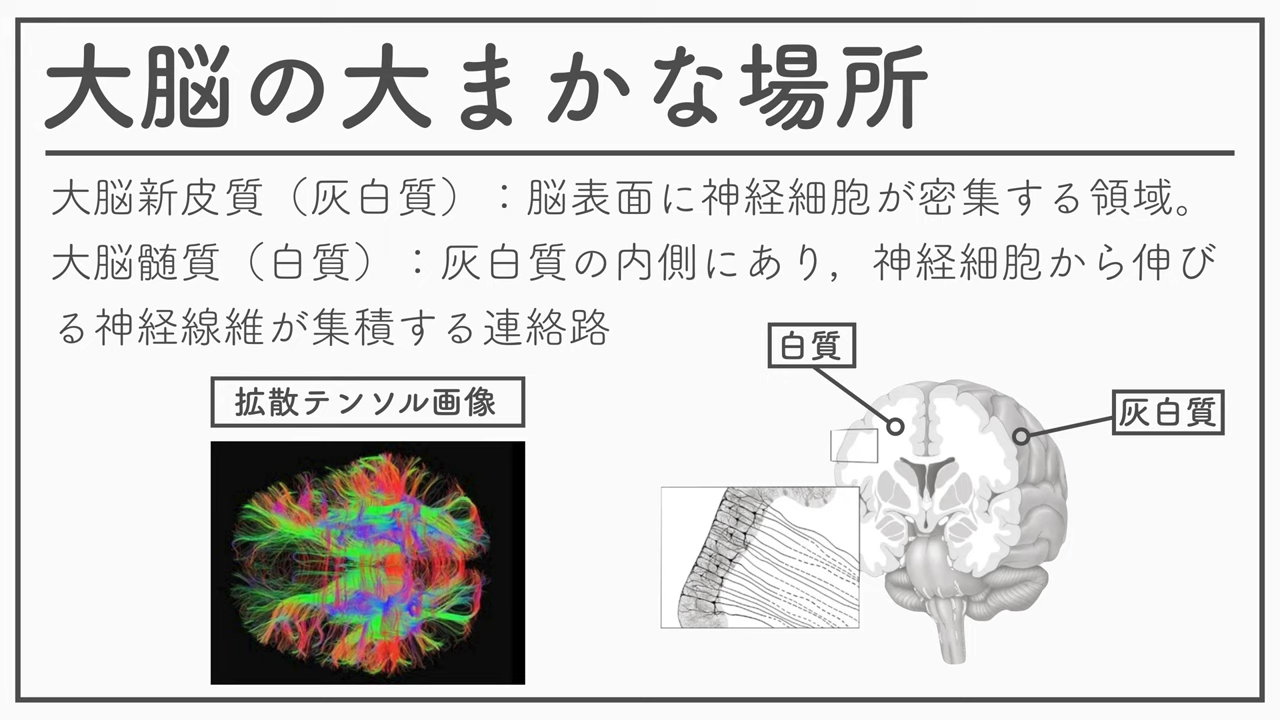 大脳の大まかな場所
大脳新皮質（灰白質）：脳表面に神経細胞が密集する領域。
大脳髄質（白質）：灰白質の内側にあり，神経細胞から伸び
る神経線維が集積する連絡路
白質
拡散テンソル画像
灰白質